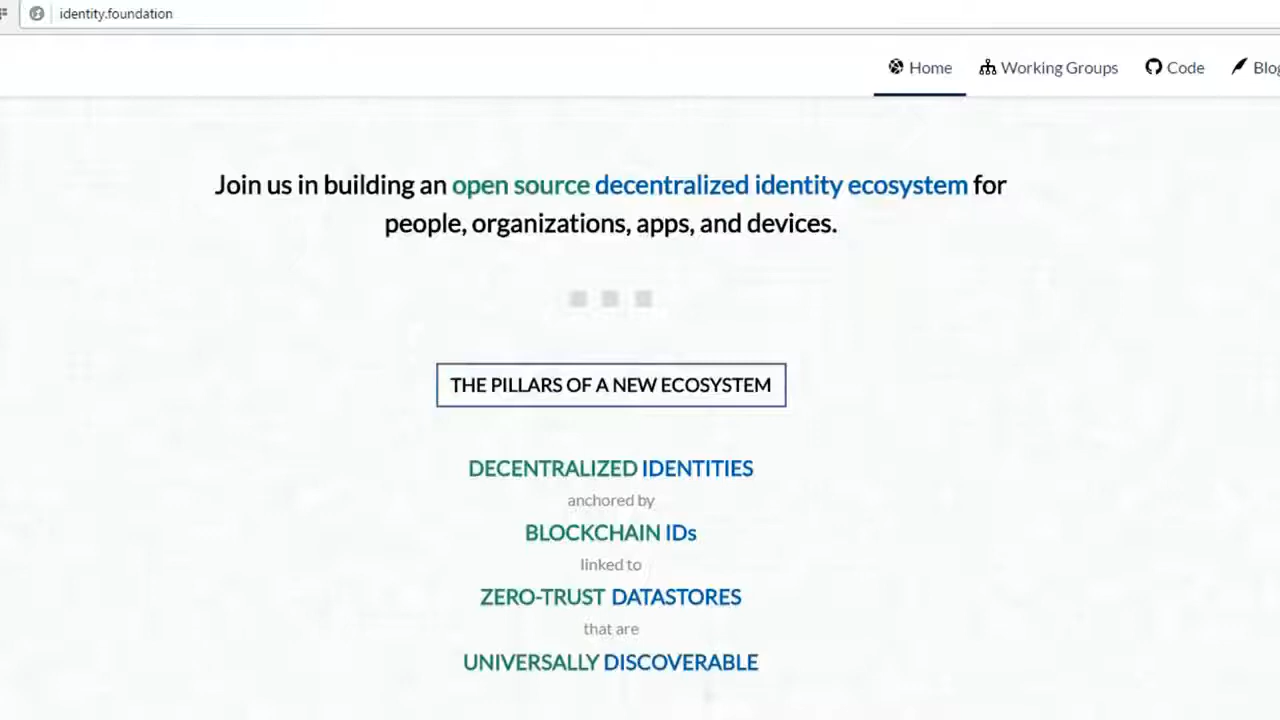 identity.foundation
Home Working Groups Code Blog
Join us in building an open source decentralized identity ecosystem for
people, organizations, apps, and devices.
THE PILLARS OF A NEW ECOSYSTEM
DECENTRALIZED IDENTITIES
anchored by
BLOCKCHAIN IDs
linked to
ZERO-TRUST DATASTORES
that are
UNIVERSALLY DISCOVERABLE